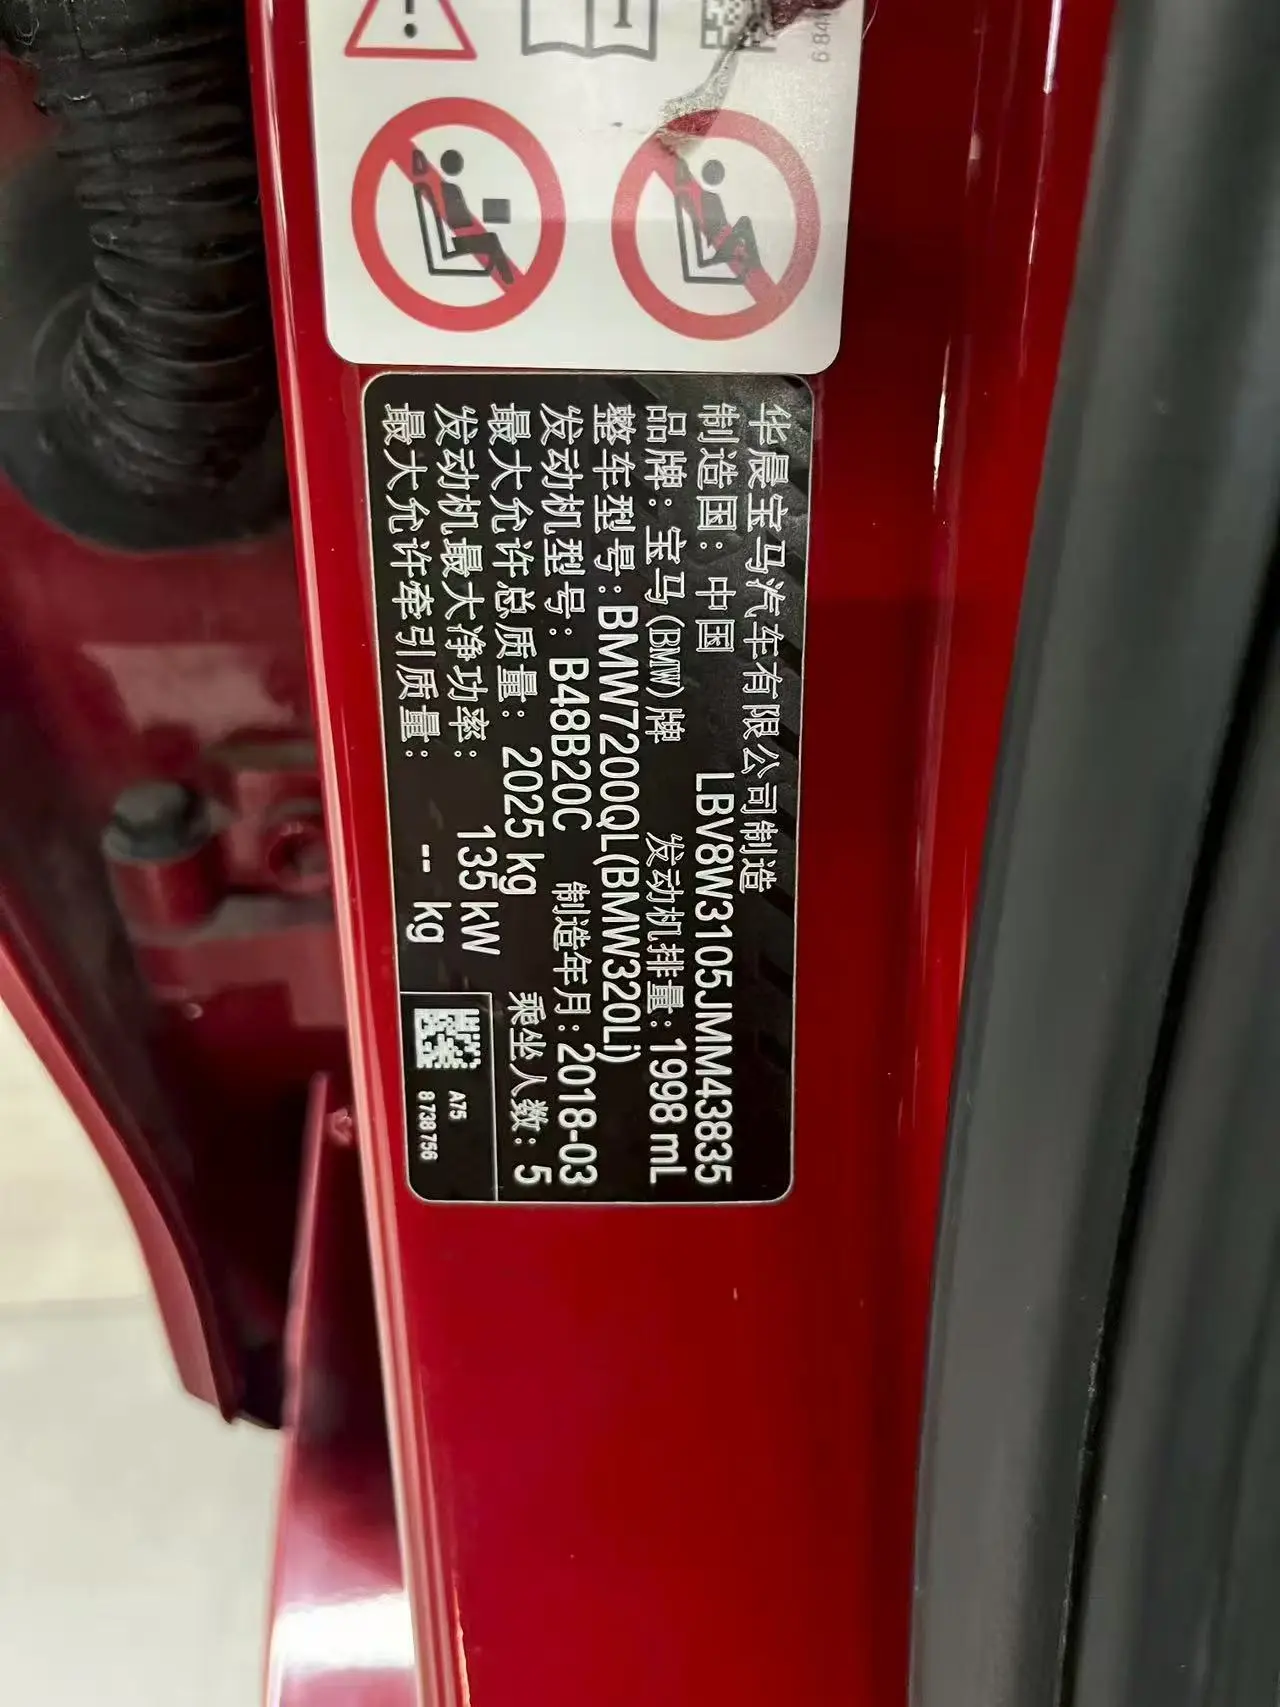 华晨宝马汽车有限公司制造
制造国：中国 LBV8W3105JMM43835
品牌：宝马(BMW)牌 发动机排量：1998 mL
整车型号：BMW7200QL(BMW320Li)
发动机型号：B48B20C 制造年月：2018-03
最大允许总质量：2025 kg 乘坐人数：5
发动机最大净功率： 135 kW
最大允许牵引质量： -- kg
A75
8 738 756